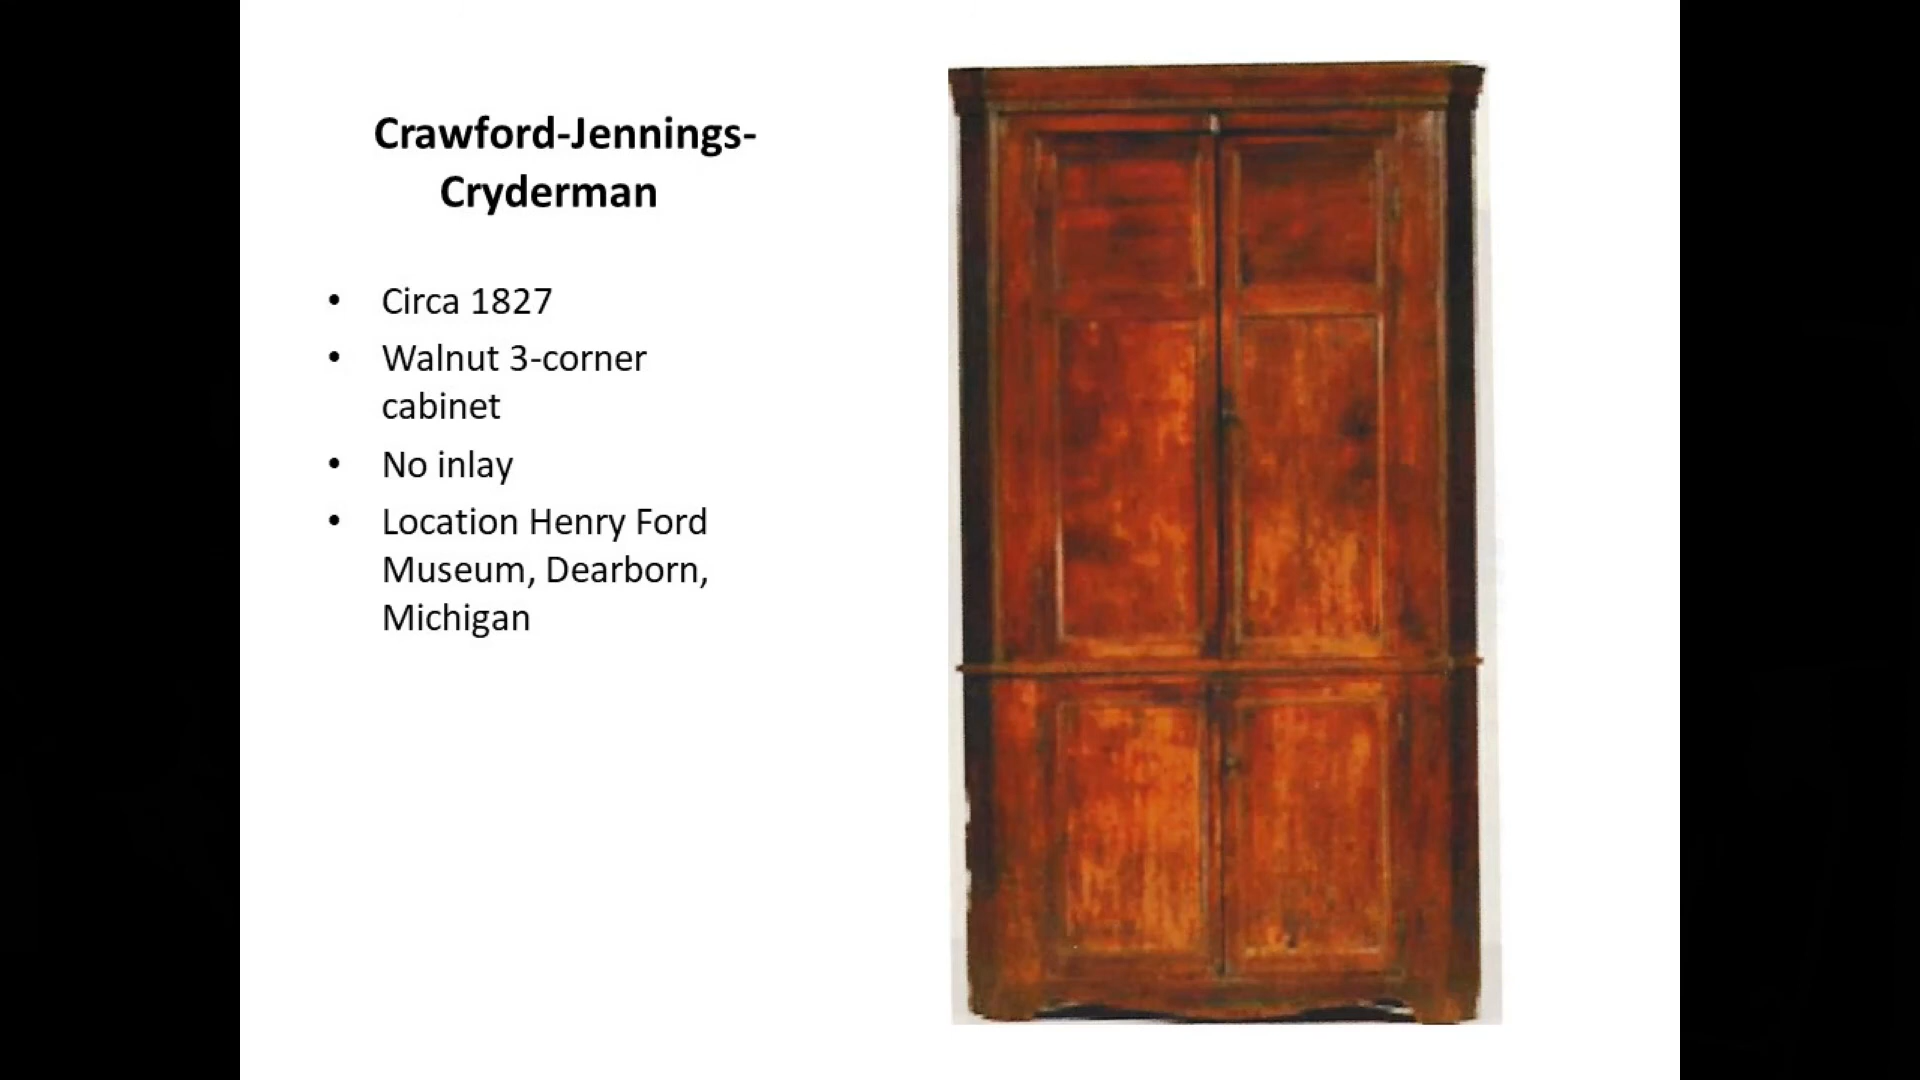 Crawford-Jennings-
Cryderman
• Circa 1827
• Walnut 3-corner
cabinet
• No inlay
• Location Henry Ford
Museum, Dearborn,
Michigan